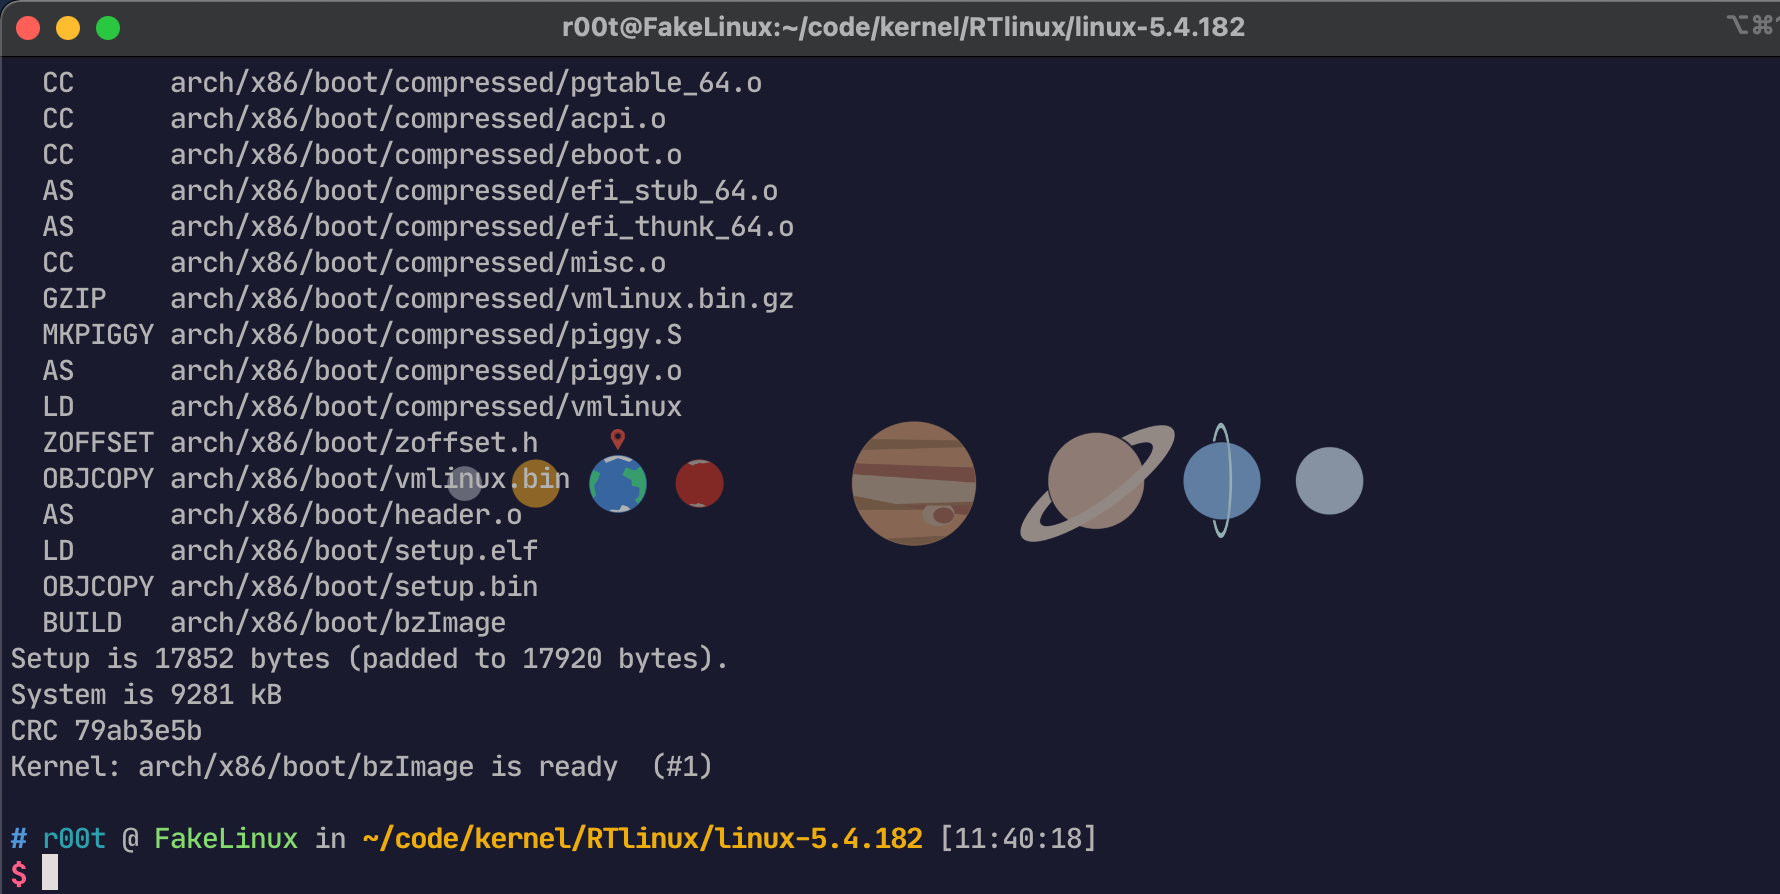 r00t@FakeLinux:~/code/kernel/RTlinux/linux-5.4.182 ⌥⌘
CC arch/x86/boot/compressed/pgtable_64.o
CC arch/x86/boot/compressed/acpi.o
CC arch/x86/boot/compressed/eboot.o
AS arch/x86/boot/compressed/efi_stub_64.o
AS arch/x86/boot/compressed/efi_thunk_64.o
CC arch/x86/boot/compressed/misc.o
GZIP arch/x86/boot/compressed/vmlinux.bin.gz
MKPIGGY arch/x86/boot/compressed/piggy.S
AS arch/x86/boot/compressed/piggy.o
LD arch/x86/boot/compressed/vmlinux
ZOFFSET arch/x86/boot/zoffset.h
OBJCOPY arch/x86/boot/vmlinux.bin
AS arch/x86/boot/header.o
LD arch/x86/boot/setup.elf
OBJCOPY arch/x86/boot/setup.bin
BUILD arch/x86/boot/bzImage
Setup is 17852 bytes (padded to 17920 bytes).
System is 9281 kB
CRC 79ab3e5b
Kernel: arch/x86/boot/bzImage is ready (#1)
# r00t @ FakeLinux in ~/code/kernel/RTlinux/linux-5.4.182 [11:40:18]
$